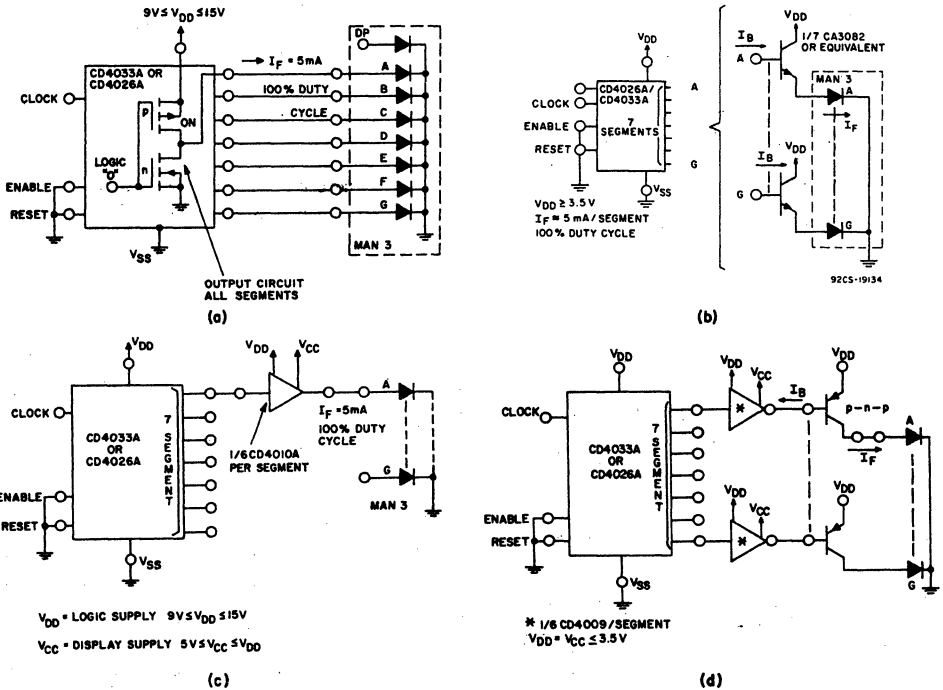 9V ≤ VDD ≤ 15V
CD4033A OR
CD4026A
CLOCK
p
ON
LOGIC
"O"
n
ENABLE
RESET
VSS
OUTPUT CIRCUIT
ALL SEGMENTS
→ IF = 5mA
100% DUTY
CYCLE
DP
A
B
C
D
E
F
G
MAN 3
(a)
VDD
CD4026A/
CD4033A
CLOCK
7
SEGMENTS
ENABLE
RESET
VSS
VDD ≥ 3.5V
IF ≈ 5 mA/SEGMENT
100% DUTY CYCLE
A
G
VDD
IB
A
1/7 CA3082
OR EQUIVALENT
MAN 3
A
IF
VDD
IB
G
G
92CS-19134
(b)
VDD
CLOCK
CD4033A
OR
CD4026A
7 SEGMENT
ENABLE
RESET
VSS
VDD
VCC
1/6 CD4010A
PER SEGMENT
IF = 5mA
100% DUTY
CYCLE
A
G
MAN 3
VDD = LOGIC SUPPLY 9V ≤ VDD ≤ 15V
VCC = DISPLAY SUPPLY 5V ≤ VCC ≤ VDD
(c)
VDD
CLOCK
CD4033A
OR
CD4026A
7 SEGMENT
ENABLE
RESET
VSS
VDD
VCC
*
IB
VDD
p-n-p
A
IF
VDD
VCC
*
VDD
G
* 1/6 CD4009/SEGMENT
VDD = VCC ≤ 3.5V
(d)